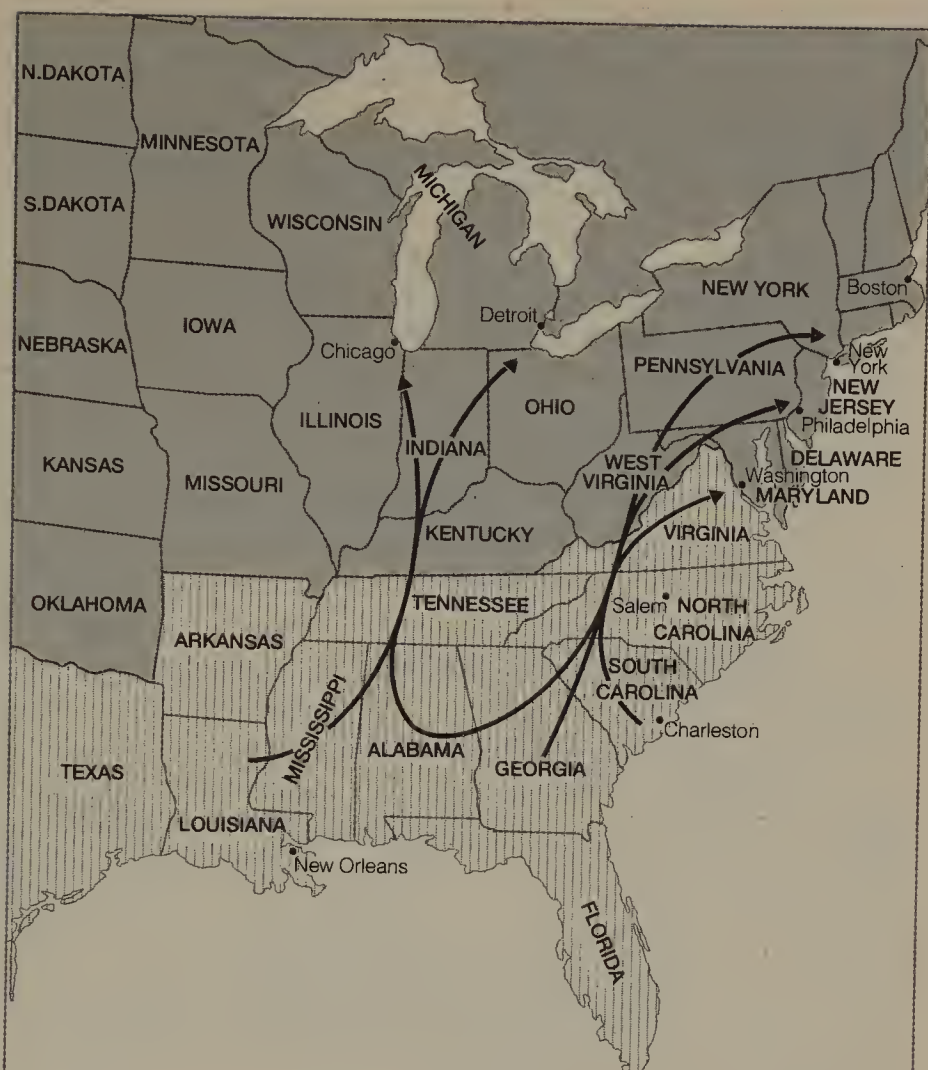 N.DAKOTA
MINNESOTA
S.DAKOTA
WISCONSIN
MICHIGAN
NEBRASKA
IOWA
Chicago
Detroit
NEW YORK
Boston
New
York
PENNSYLVANIA
NEW
JERSEY
Philadelphia
ILLINOIS
INDIANA
OHIO
KANSAS
MISSOURI
WEST
VIRGINIA
DELAWARE
Washington
MARYLAND
KENTUCKY
VIRGINIA
OKLAHOMA
ARKANSAS
TENNESSEE
Salem
NORTH
CAROLINA
SOUTH
CAROLINA
Charleston
TEXAS
MISSISSIPPI
ALABAMA
GEORGIA
LOUISIANA
New Orleans
FLORIDA